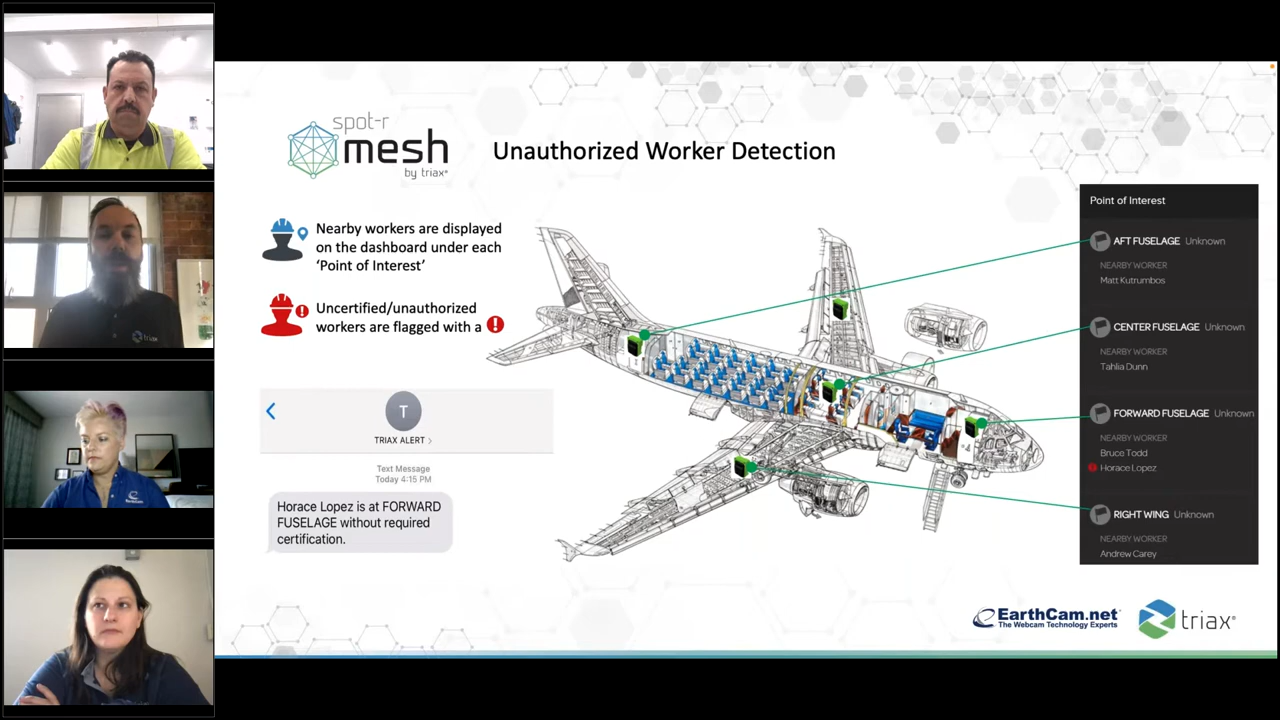 spot-r
mesh
by triax®
Unauthorized Worker Detection
Nearby workers are displayed
on the dashboard under each
‘Point of Interest’
Uncertified/unauthorized
workers are flagged with a
T
TRIAX ALERT
Text Message
Today 4:15 PM
Horace Lopez is at FORWARD
FUSELAGE without required
certification.
Point of Interest
AFT FUSELAGE Unknown
NEARBY WORKER
Matt Kutrumbos
CENTER FUSELAGE Unknown
NEARBY WORKER
Tahlia Dunn
FORWARD FUSELAGE Unknown
NEARBY WORKER
Bruce Todd
Horace Lopez
RIGHT WING Unknown
NEARBY WORKER
Andrew Carey
EarthCam.net
The Webcam Technology Experts
triax®
triax
EarthCam